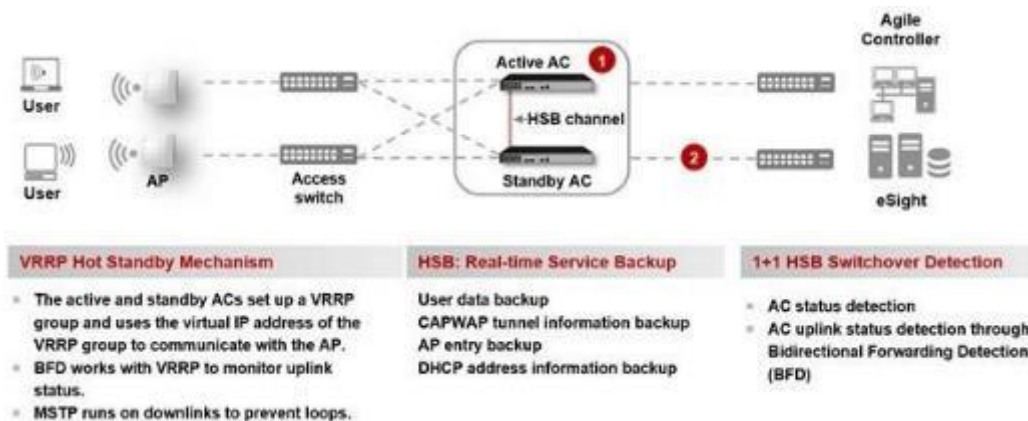 Agile
Controller
Active AC
1
User
HSB channel
2
User
AP
Access
switch
Standby AC
eSight
VRRP Hot Standby Mechanism
The active and standby ACs set up a VRRP
group and uses the virtual IP address of the
VRRP group to communicate with the AP.
BFD works with VRRP to monitor uplink
status.
MSTP runs on downlinks to prevent loops.
HSB: Real-time Service Backup
User data backup
CAPWAP tunnel information backup
AP entry backup
DHCP address information backup
1+1 HSB Switchover Detection
AC status detection
AC uplink status detection through
Bidirectional Forwarding Detection
(BFD)